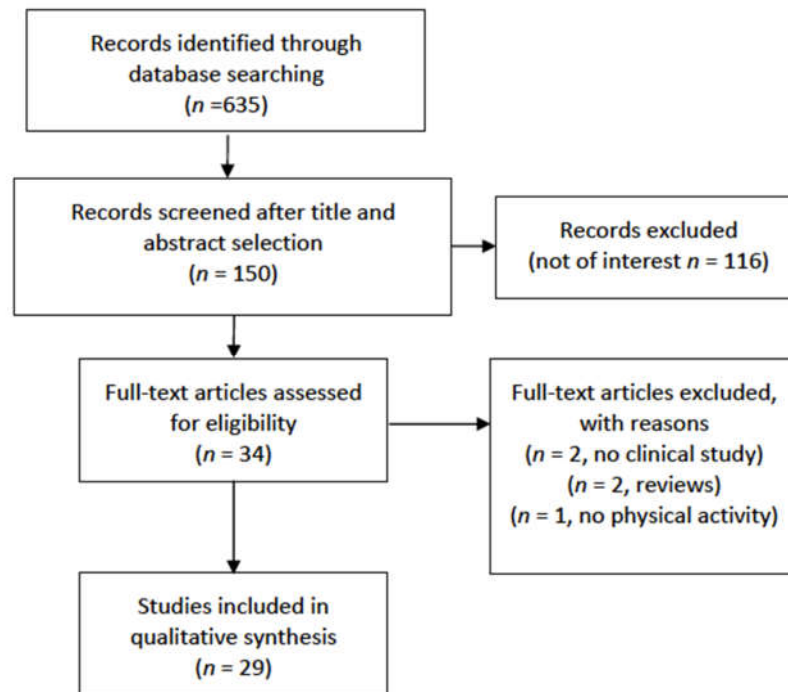 Records identified through
database searching
(n =635)
Records screened after title and
abstract selection
(n = 150)
Records excluded
(not of interest n = 116)
Full-text articles assessed
for eligibility
(n = 34)
Full-text articles excluded,
with reasons
(n = 2, no clinical study)
(n = 2, reviews)
(n = 1, no physical activity)
Studies included in
qualitative synthesis
(n = 29)